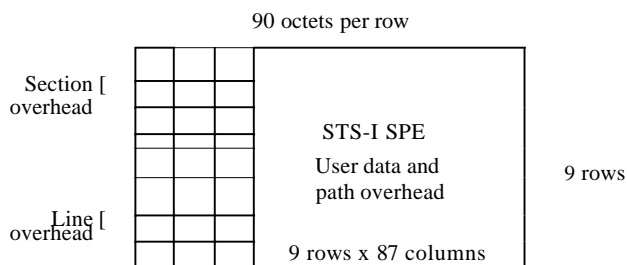 90 octets per row
Section [
overhead
STS-I SPE
User data and
path overhead
9 rows
Line [
overhead
9 rows x 87 columns